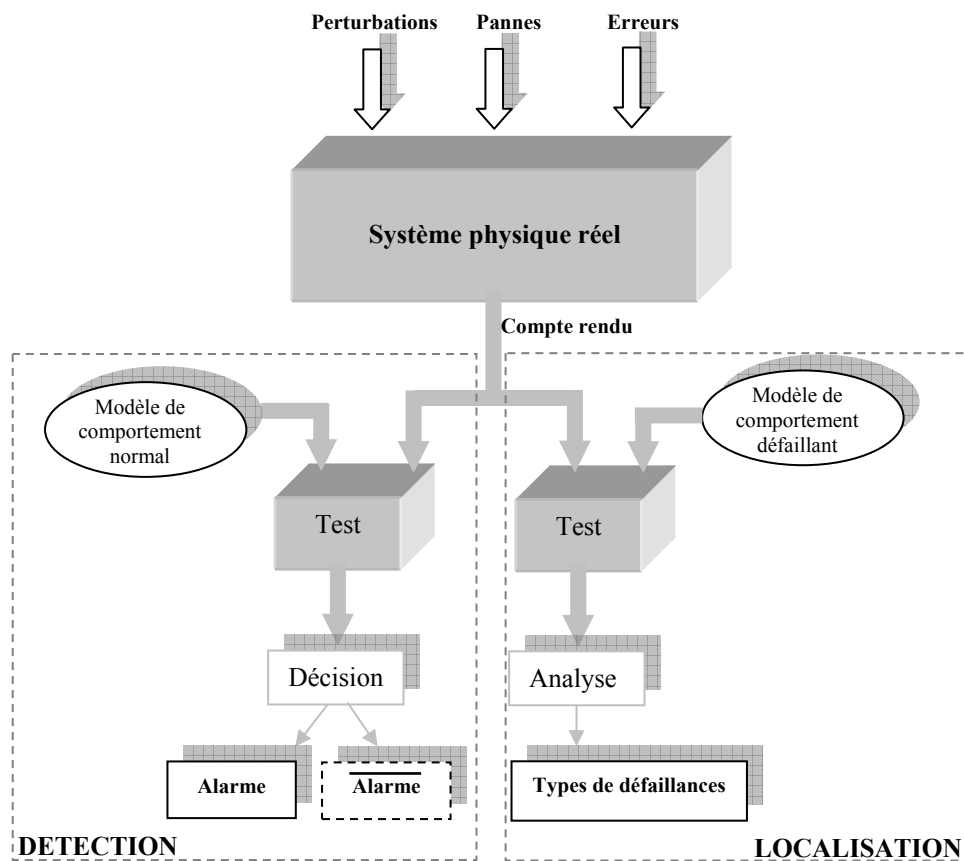 Perturbations Pannes Erreurs
Système physique réel
Compte rendu
Modèle de
comportement
normal
Modèle de
comportement
défaillant
Test
Test
Décision
Analyse
Alarme
Alarme
Types de défaillances
DETECTION
LOCALISATION